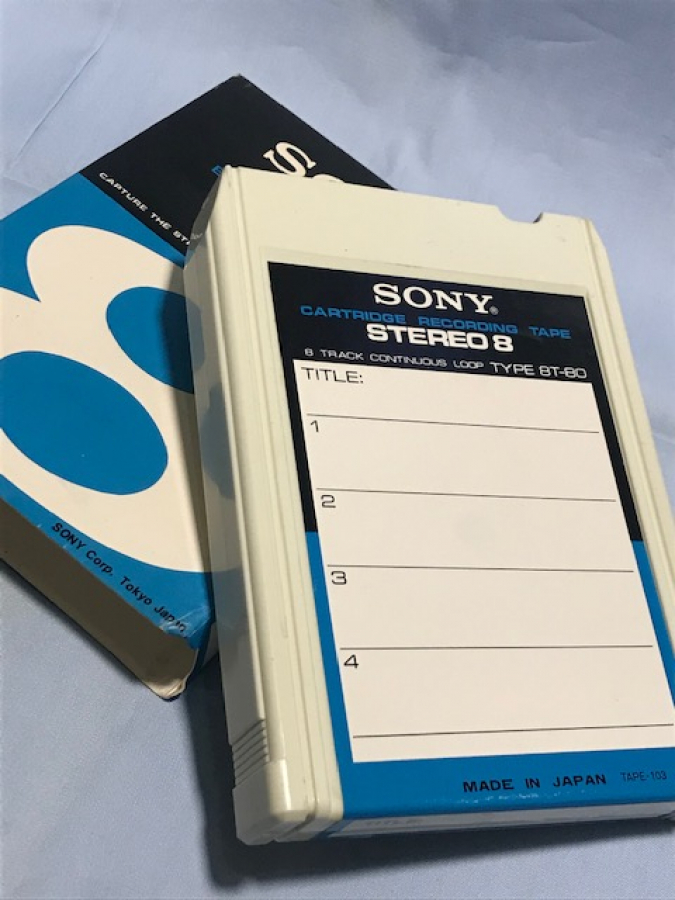 CAPTURE THE
SONY Corp. Tokyo Japan
SONY®
CARTRIDGE RECORDING TAPE
STEREO 8
8 TRACK CONTINUOUS LOOP TYPE 8T-80
TITLE:
1
2
3
4
MADE IN JAPAN TAPE-103
TITLE